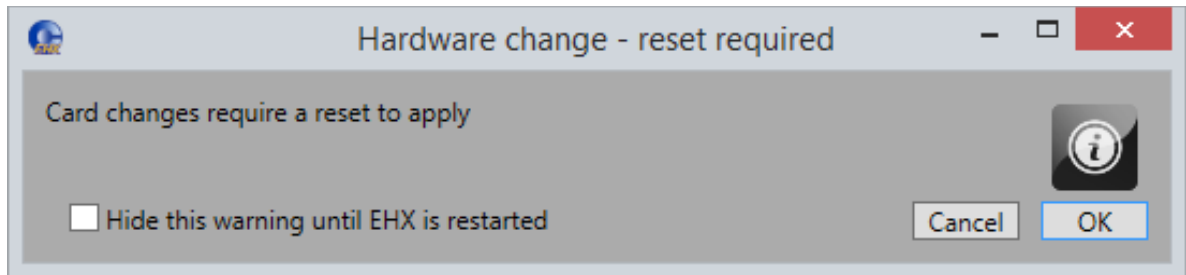 Hardware change - reset required
Card changes require a reset to apply
Hide this warning until EHX is restarted
Cancel
OK